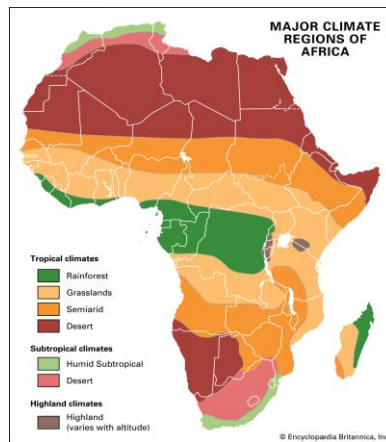 MAJOR CLIMATE
REGIONS OF
AFRICA
Tropical climates
Rainforest
Grasslands
Semiarid
Desert
Subtropical climates
Humid Subtropical
Desert
Highland climates
Highland
(varies with altitude)
© Encyclopædia Britannica, Inc